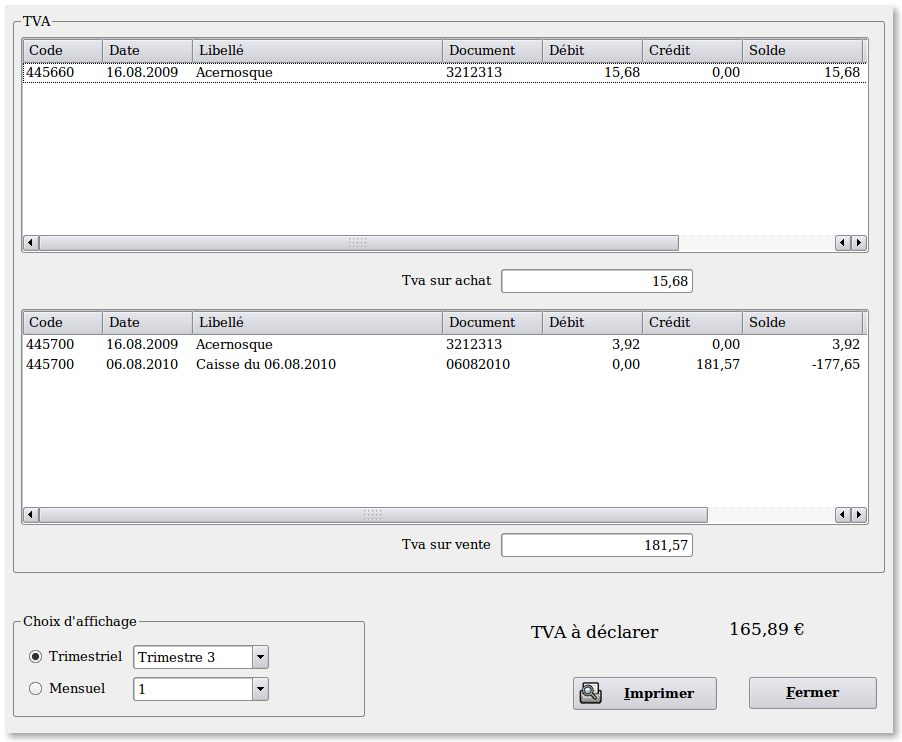 TVA
Code Date Libellé Document Débit Crédit Solde
445660 16.08.2009 Acernosque 3212313 15,68 0,00 15,68
Tva sur achat 15,68
Code Date Libellé Document Débit Crédit Solde
445700 16.08.2009 Acernosque 3212313 3,92 0,00 3,92
445700 06.08.2010 Caisse du 06.08.2010 06082010 0,00 181,57 -177,65
Tva sur vente 181,57
Choix d'affichage
Trimestriel Trimestre 3
Mensuel 1
TVA à déclarer 165,89 €
Imprimer Fermer